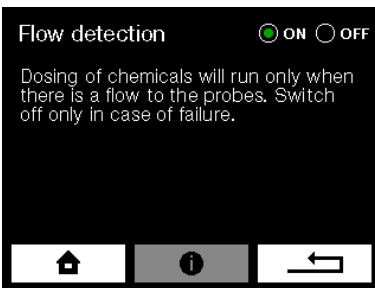 Flow detection ON OFF
Dosing of chemicals will run only when
there is a flow to the probes. Switch
off only in case of failure.